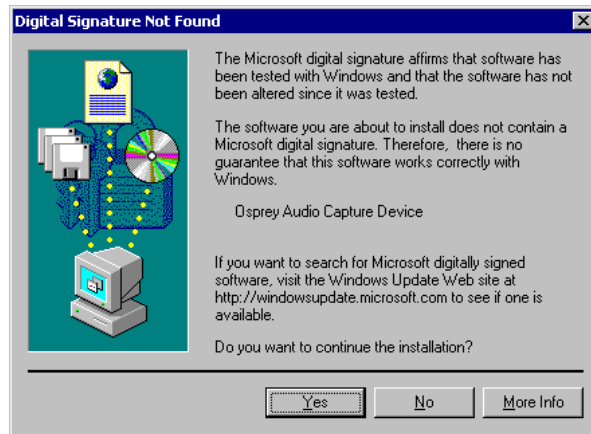 Digital Signature Not Found
The Microsoft digital signature affirms that software has
been tested with Windows and that the software has not
been altered since it was tested.
The software you are about to install does not contain a
Microsoft digital signature. Therefore,  there is no
guarantee that this software works correctly with
Windows.
Osprey Audio Capture Device
If you want to search for Microsoft digitally signed
software, visit the Windows Update Web site at
http://windowsupdate.microsoft.com to see if one is
available.
Do you want to continue the installation?
Yes
No
More Info